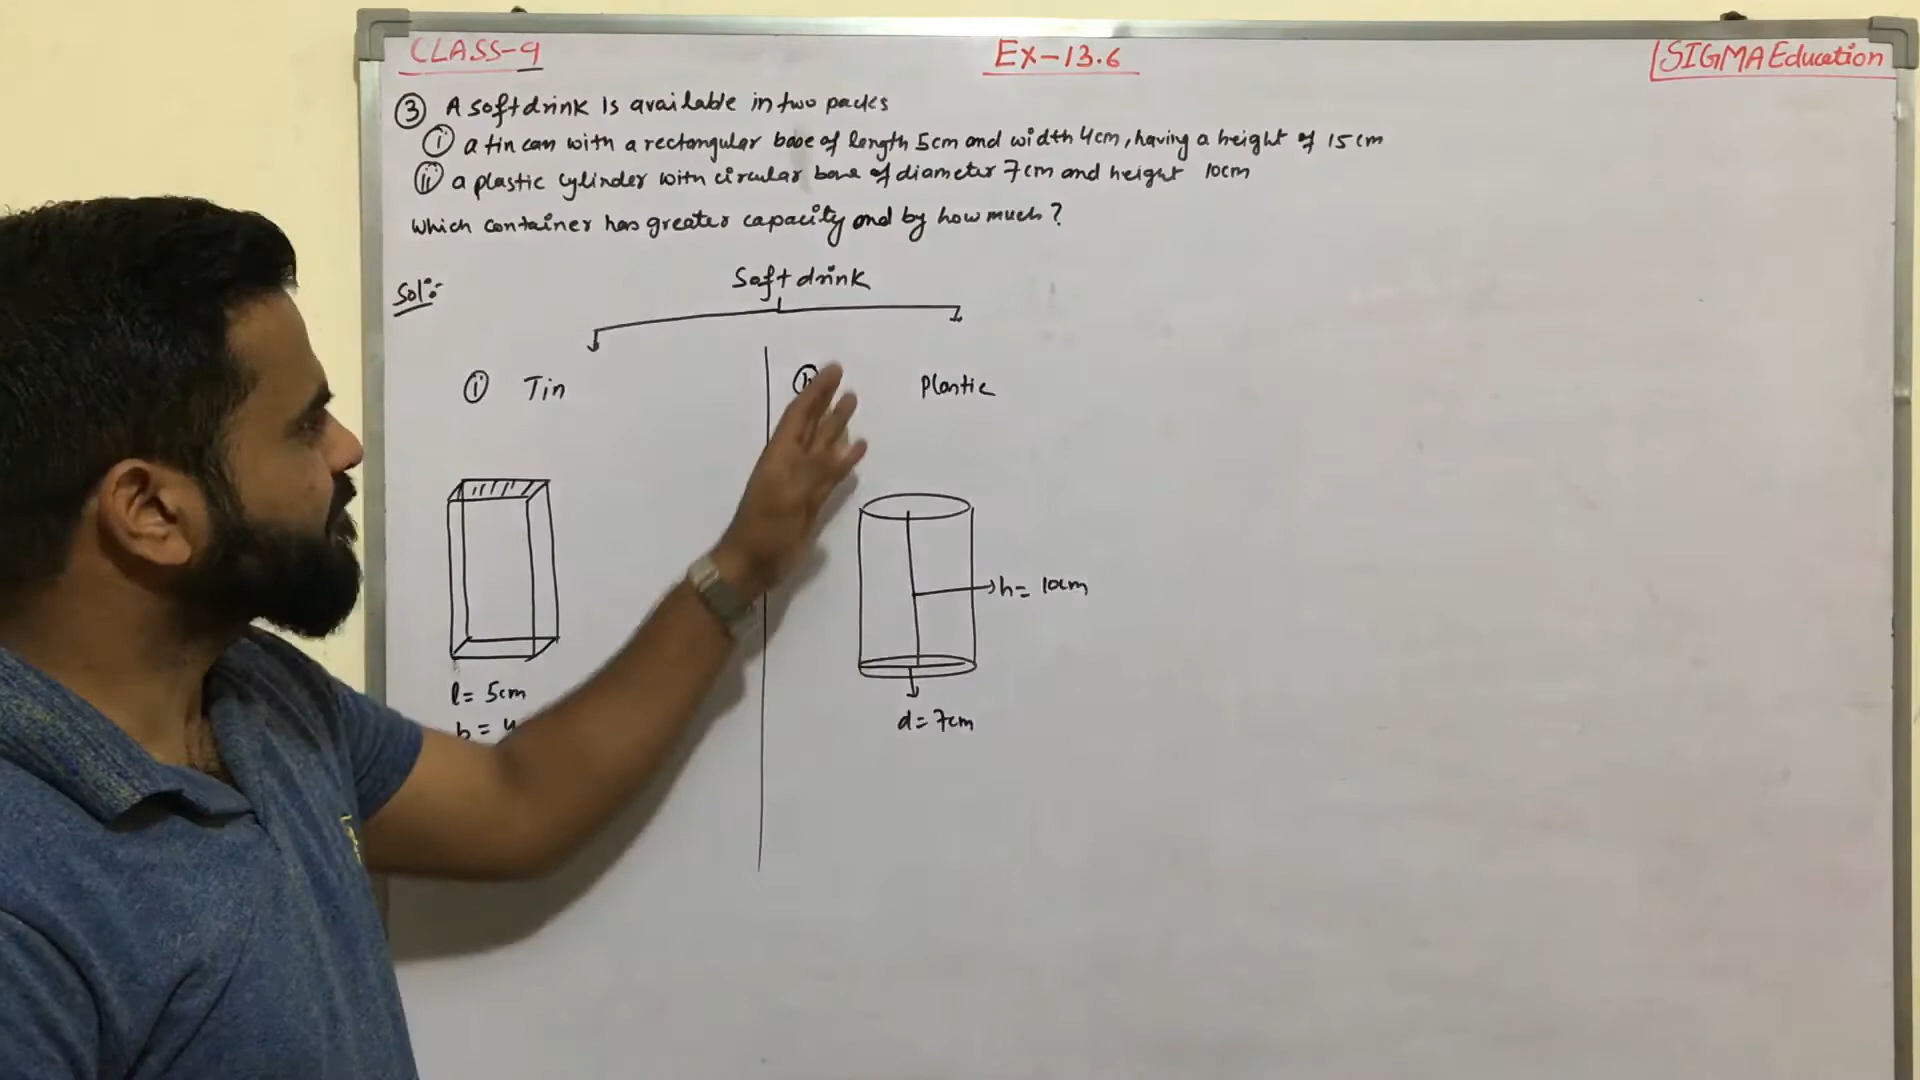 CLASS-9
Ex-13.6
SIGMA Education
③ A soft drink is available in two packs
ⓘ a tin can with a rectangular base of length 5cm and width 4cm, having a height of 15cm
ⓘⓘ a plastic cylinder with circular base of diameter 7cm and height 10cm
Which container has greater capacity and by how much?
Soft drink
Sol:-
ⓘ Tin
Plastic
h= 10cm
l= 5cm
b= 4
d=7cm